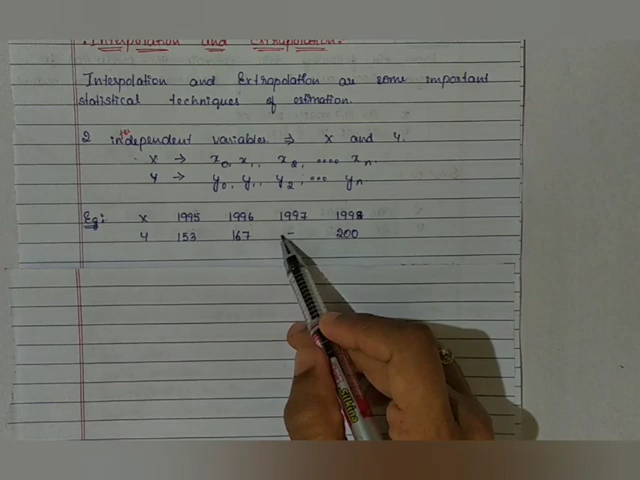 Interpolation and Extrapolation.
Interpolation and Extrapolation are some important
statistical techniques of estimation.
2 interdependent variables ⇒ X and Y.
X → x₀, x₁, x₂, .... xₙ
Y → y₀, y₁, y₂, ... yₙ
Eg: X 1995 1996 1997 1998
Y 153 167 – 200